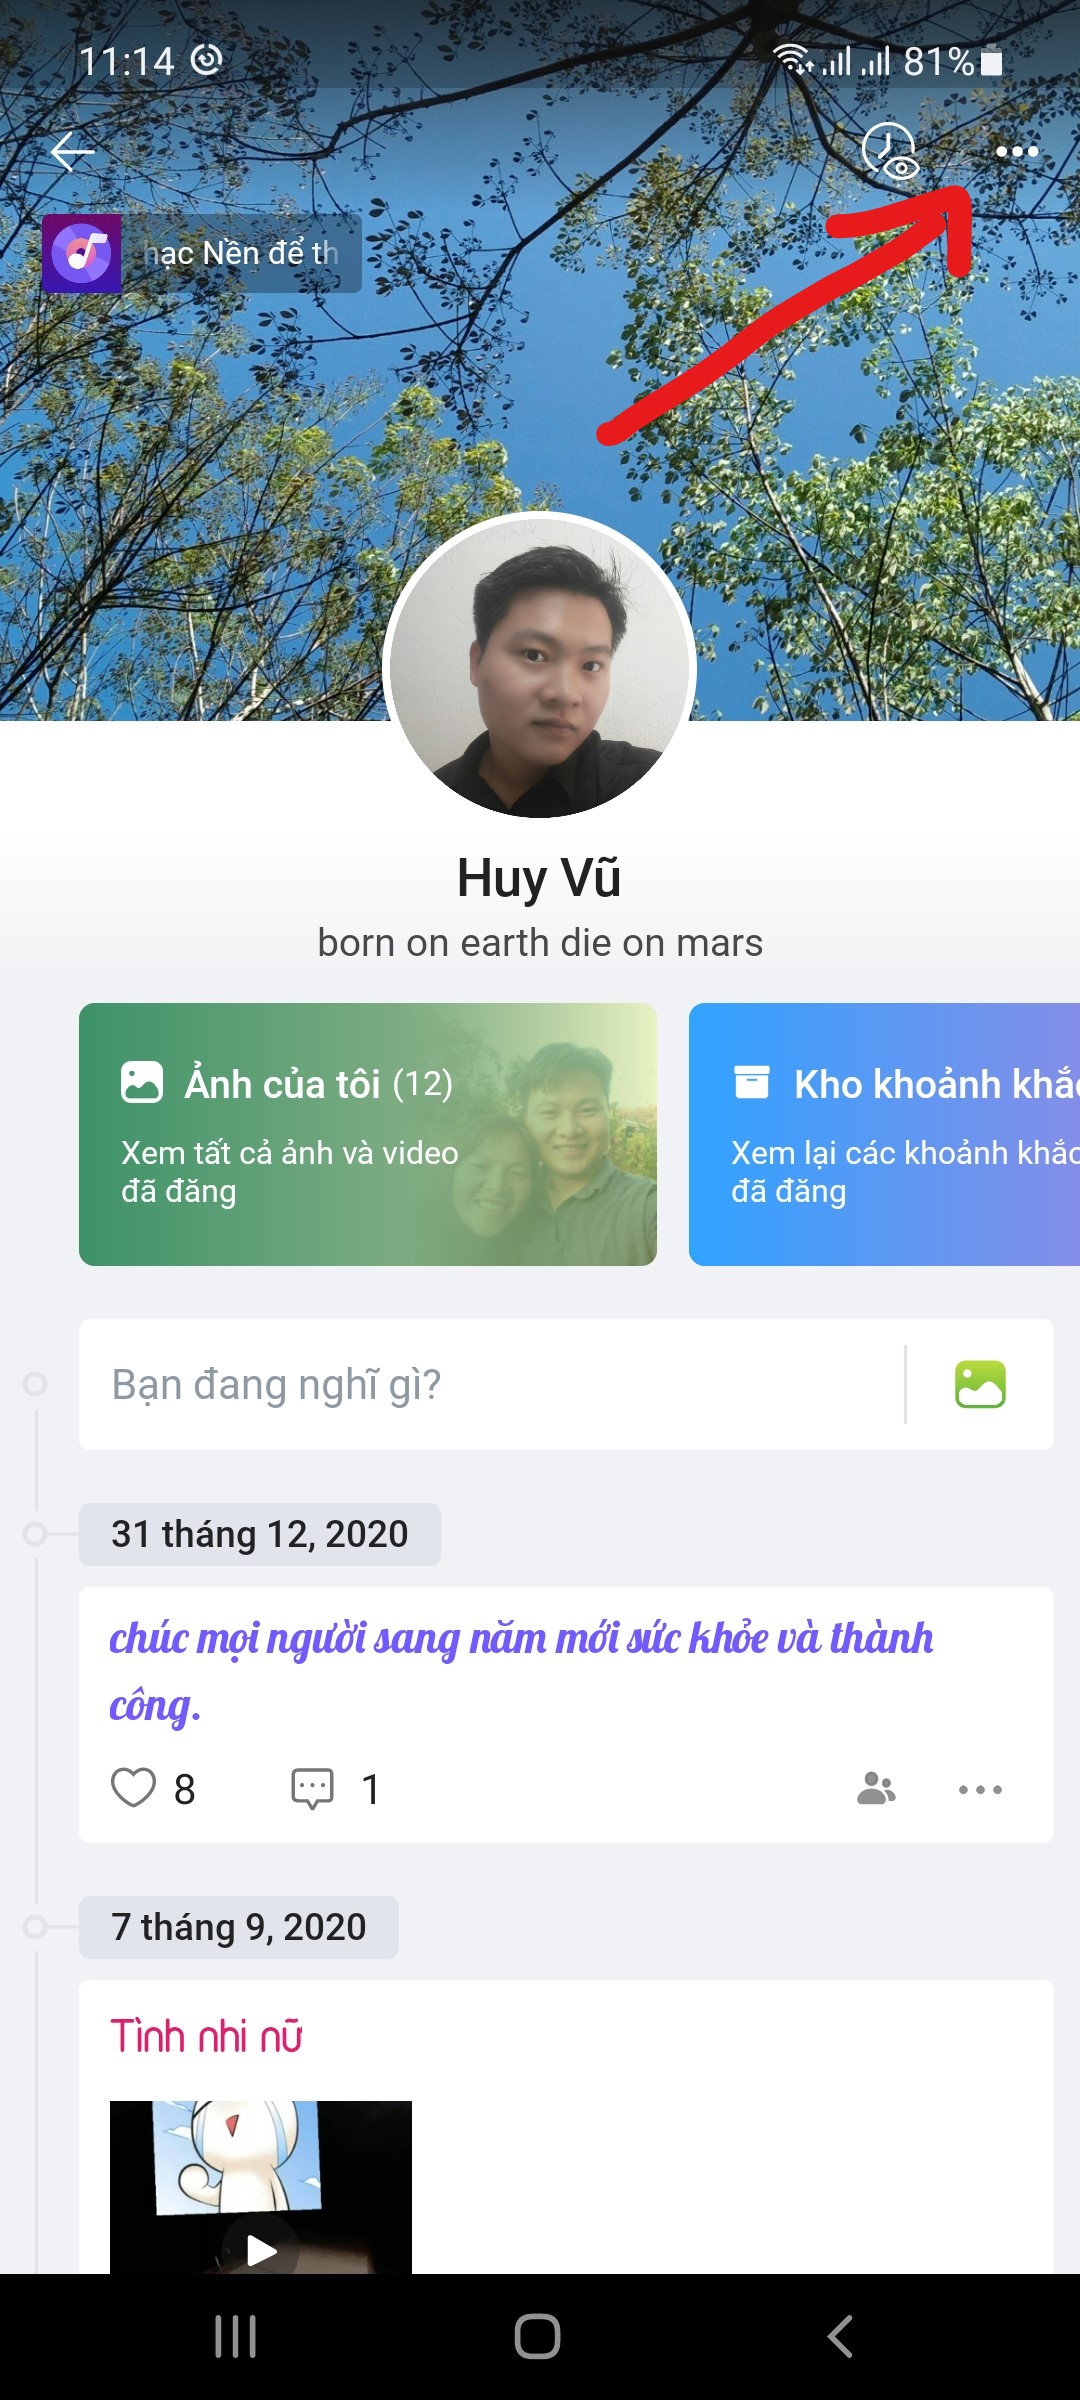 11:14
81%
ạc Nền để th
Huy Vũ
born on earth die on mars
Ảnh của tôi (12)
Xem tất cả ảnh và video
đã đăng
Kho khoảnh khắc
Xem lại các khoảnh khắc
đã đăng
Bạn đang nghĩ gì?
31 tháng 12, 2020
chúc mọi người sang năm mới sức khỏe và thành
công.
8
1
7 tháng 9, 2020
Tình nhi nữ